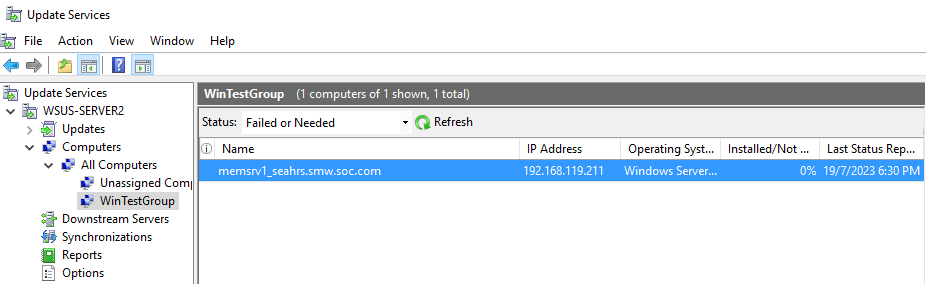 Update Services
File Action View Window Help
Update Services
WSUS-SERVER2
Updates
Computers
All Computers
Unassigned Comp
WinTestGroup
Downstream Servers
Synchronizations
Reports
Options
WinTestGroup (1 computers of 1 shown, 1 total)
Status: Failed or Needed Refresh
Name IP Address Operating Syst... Installed/Not ... Last Status Rep...
memsrv1_seahrs.smw.soc.com 192.168.119.211 Windows Server... 0% 19/7/2023 6:30 PM